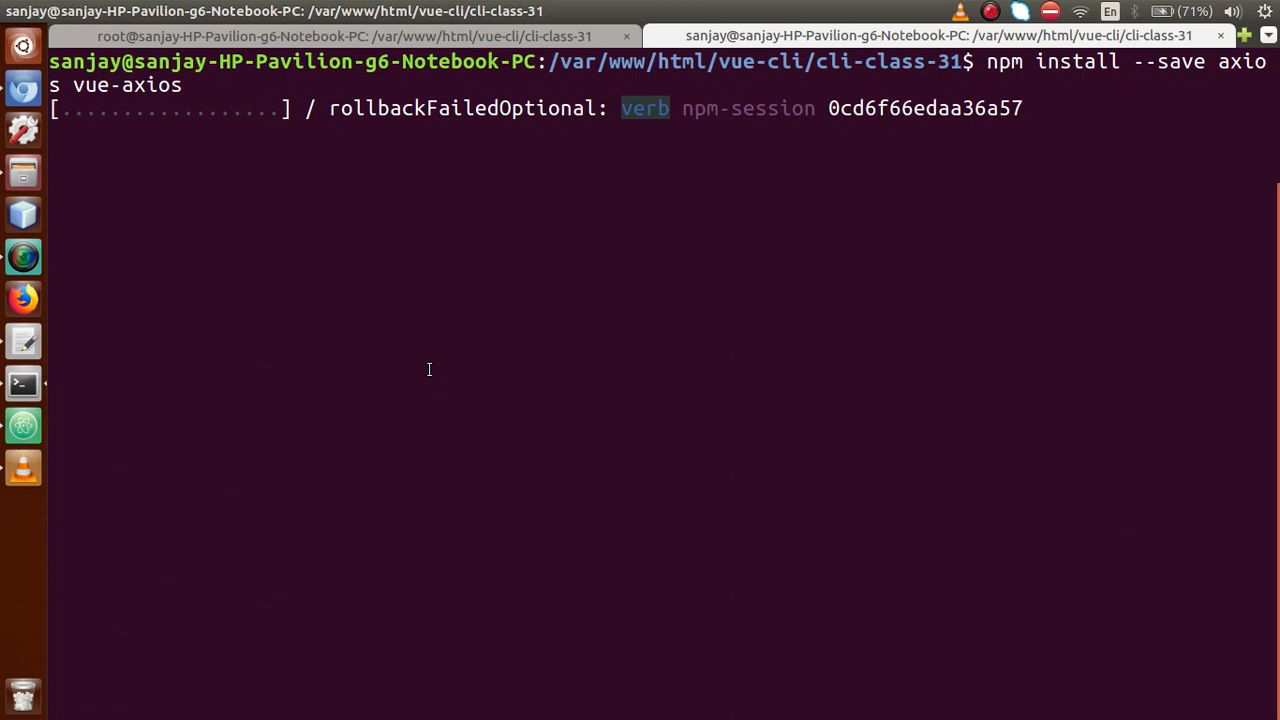 sanjay@sanjay-HP-Pavilion-g6-Notebook-PC: /var/www/html/vue-cli/cli-class-31
En
(71%)
root@sanjay-HP-Pavilion-g6-Notebook-PC: /var/www/html/vue-cli/cli-class-31 ×
sanjay@sanjay-HP-Pavilion-g6-Notebook-PC: /var/www/html/vue-cli/cli-class-31 ×
sanjay@sanjay-HP-Pavilion-g6-Notebook-PC:/var/www/html/vue-cli/cli-class-31$ npm install --save axio
s vue-axios
[..................] / rollbackFailedOptional: verb npm-session 0cd6f66edaa36a57